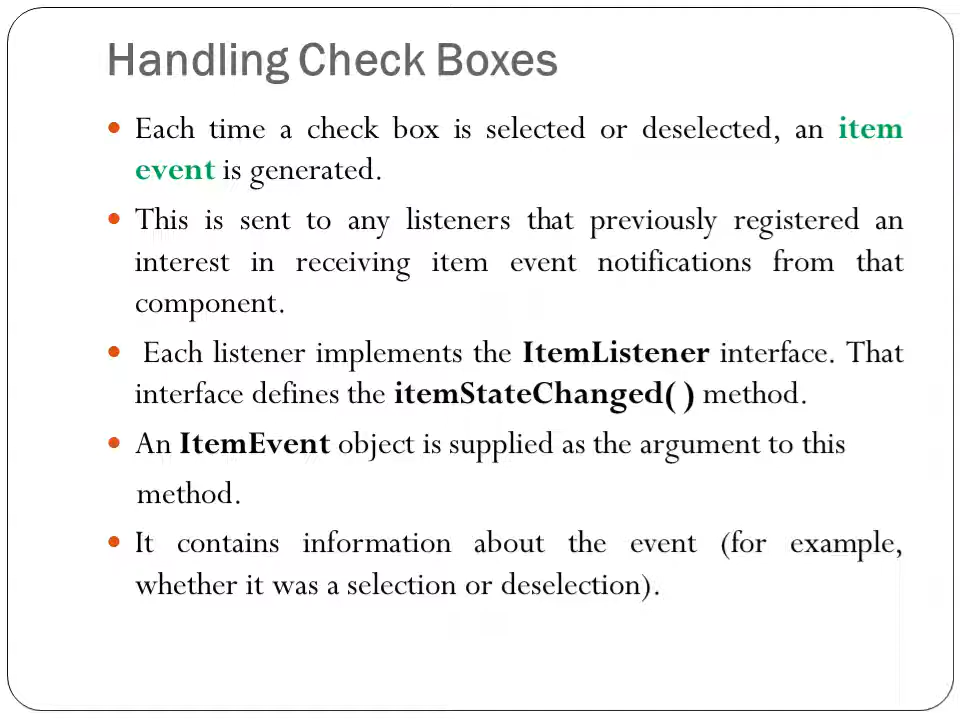 Handling Check Boxes
• Each time a check box is selected or deselected, an item
event is generated.
• This is sent to any listeners that previously registered an
interest in receiving item event notifications from that
component.
• Each listener implements the ItemListener interface. That
interface defines the itemStateChanged( ) method.
• An ItemEvent object is supplied as the argument to this
method.
• It contains information about the event (for example,
whether it was a selection or deselection).